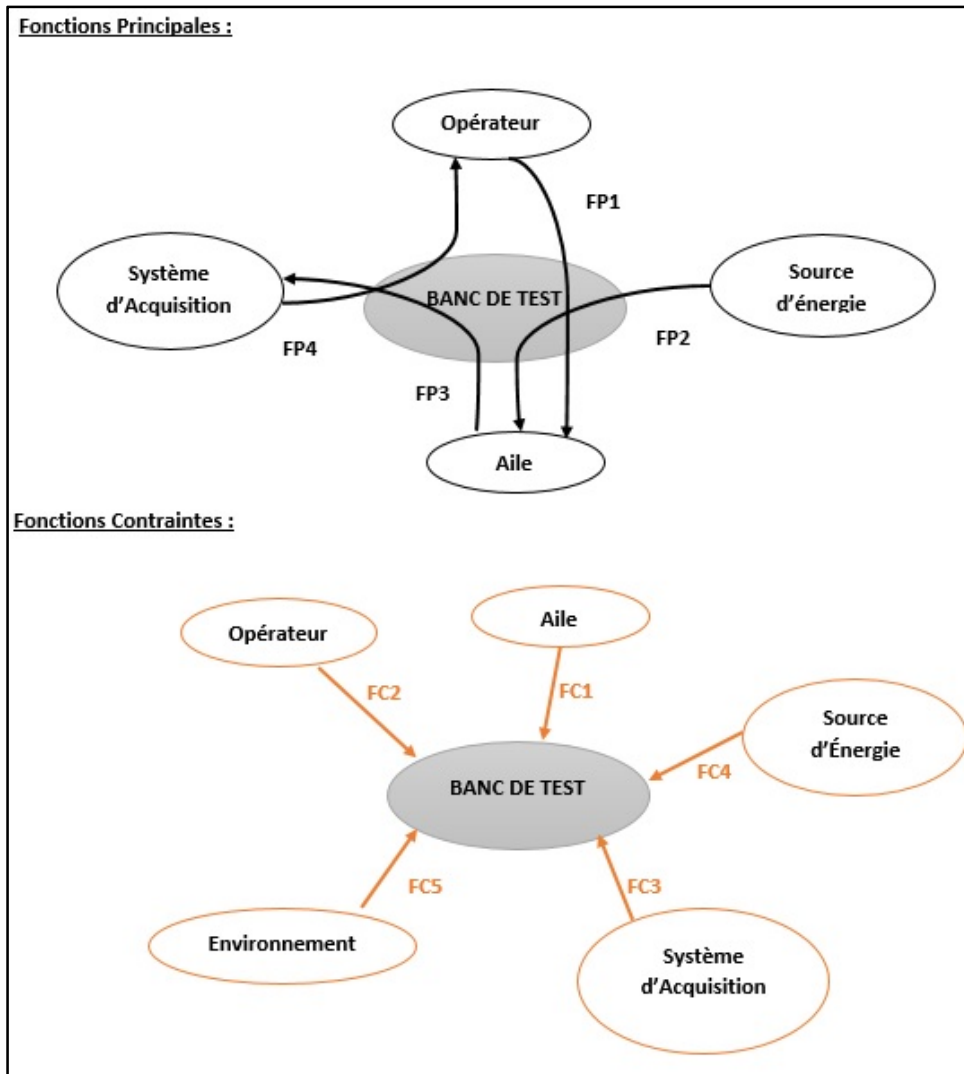 Fonctions Principales :
Opérateur
FP1
Système
d'Acquisition
BANC DE TEST
Source
d'énergie
FP4
FP2
FP3
Aile
Fonctions Contraintes :
Opérateur
Aile
FC2
FC1
Source
d'Énergie
FC4
BANC DE TEST
FC5
FC3
Environnement
Système
d'Acquisition